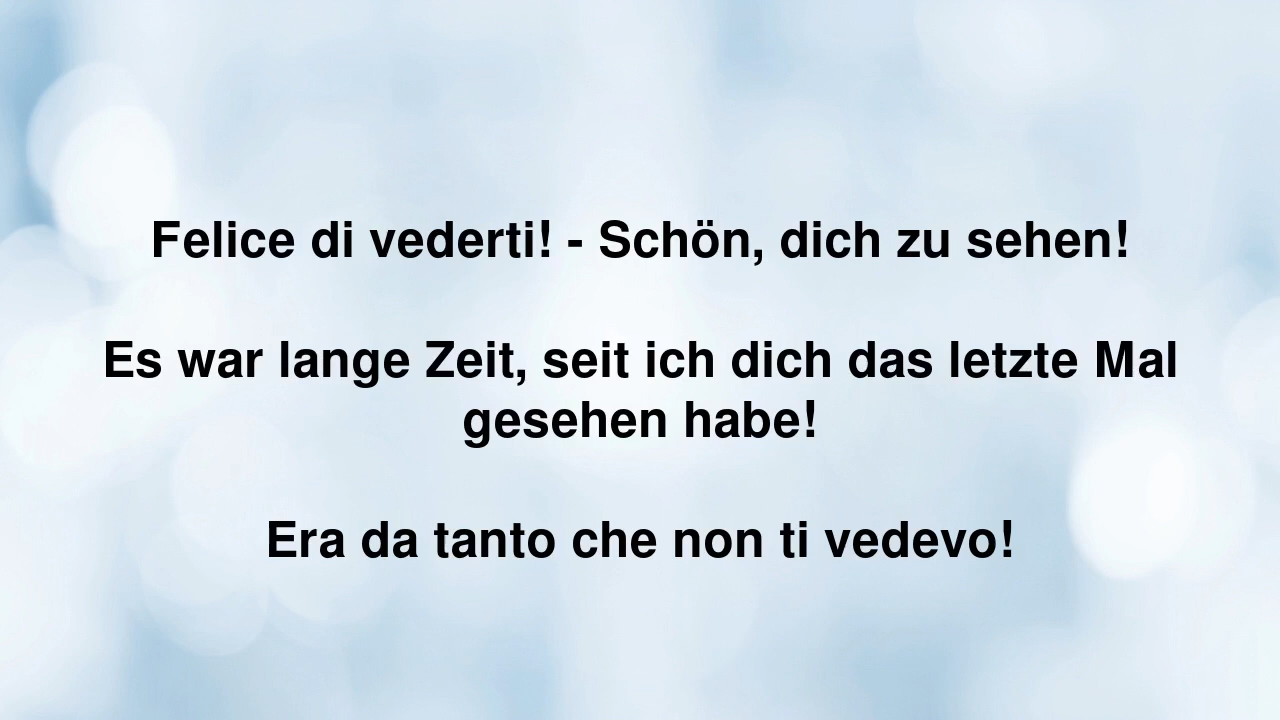 Felice di vederti! - Schön, dich zu sehen!
Es war lange Zeit, seit ich dich das letzte Mal
gesehen habe!
Era da tanto che non ti vedevo!